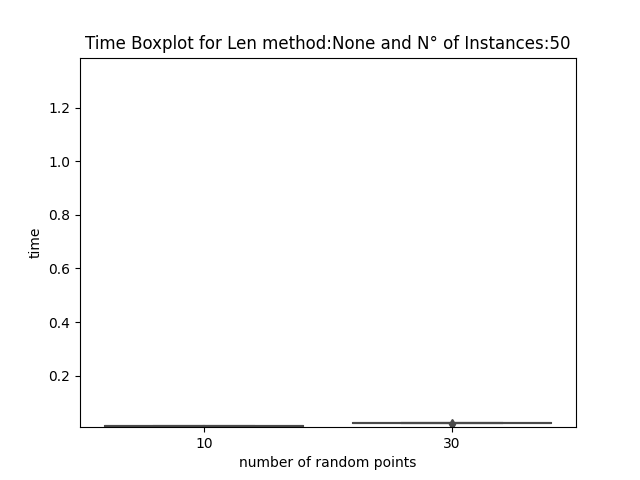 Time Boxplot for Len method:None and N° of Instances:50
1.2
1.0
0.8
0.6
0.4
0.2
time
10 30
number of random points